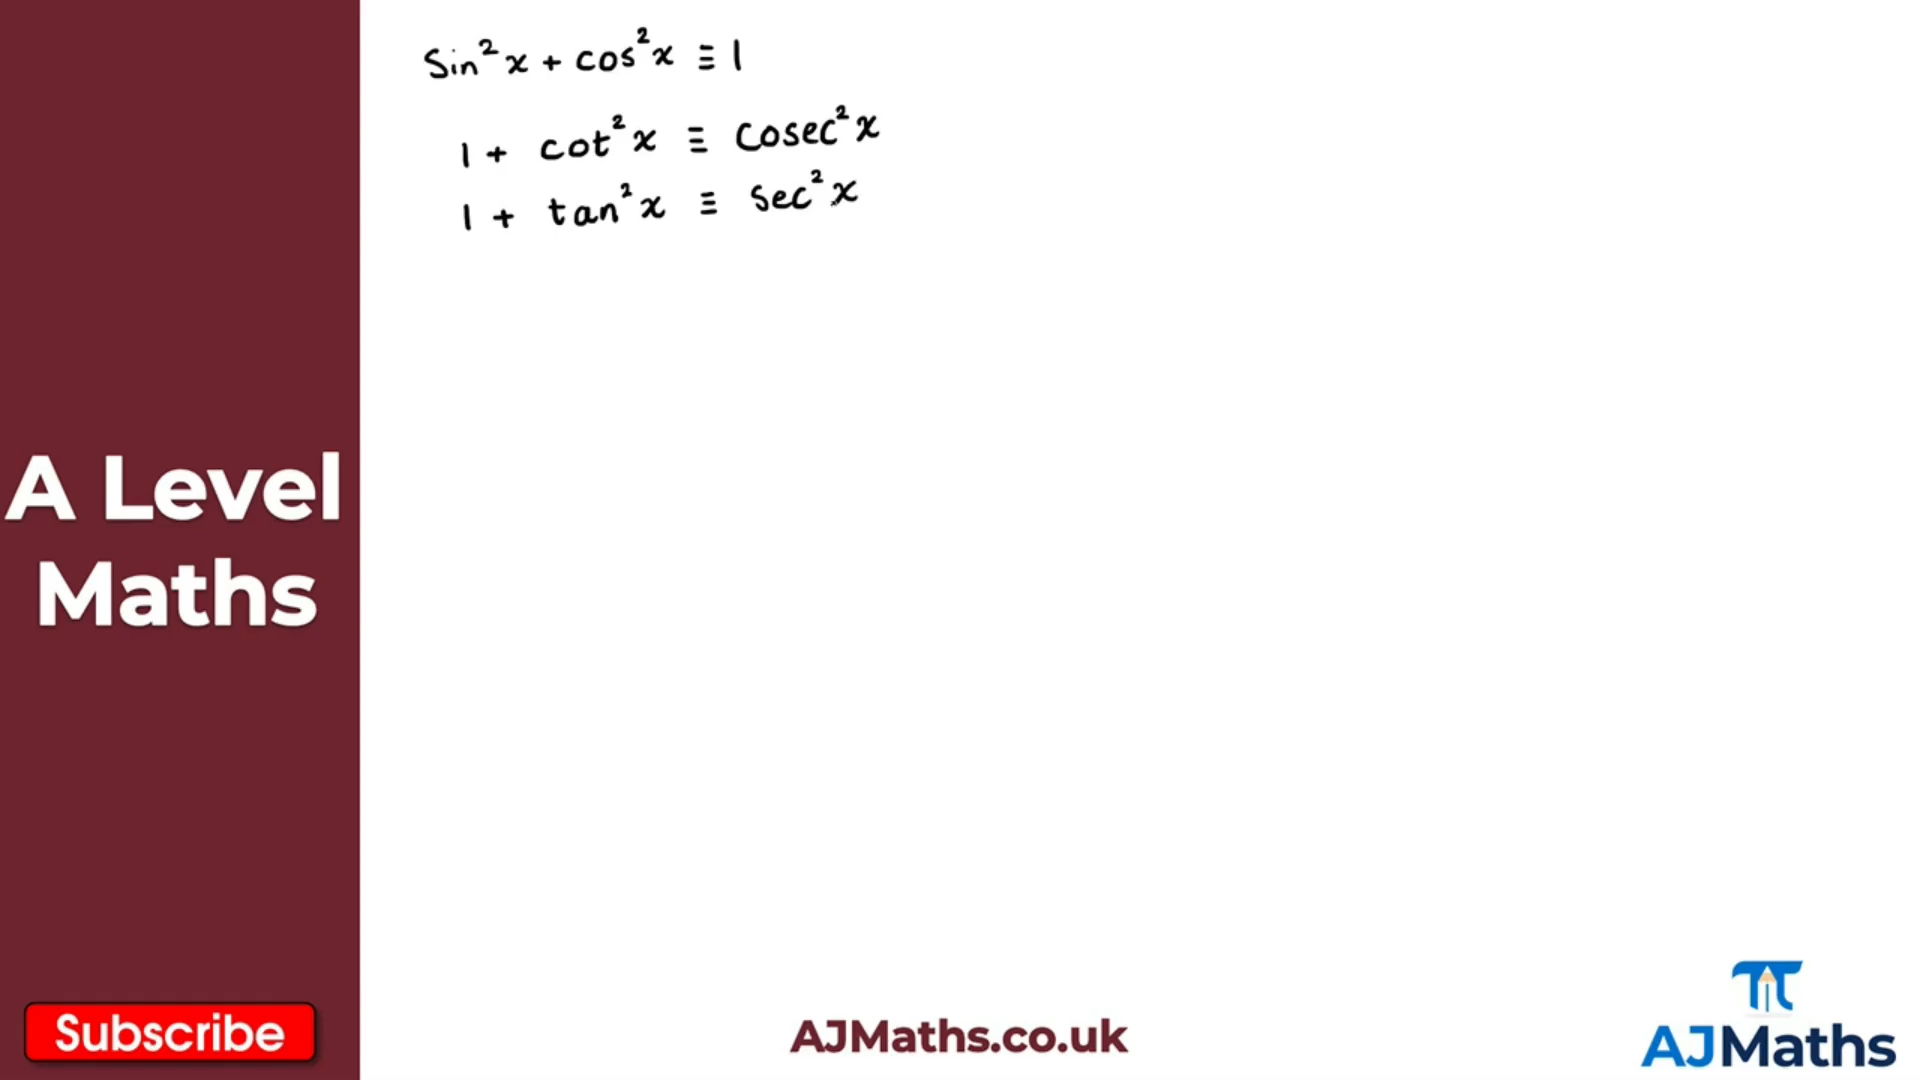 Sin²x + cos²x ≡ 1
1 + cot²x ≡ cosec²x
1 + tan²x ≡ sec²x
A Level
Maths
Subscribe
AJMaths.co.uk
AJMaths